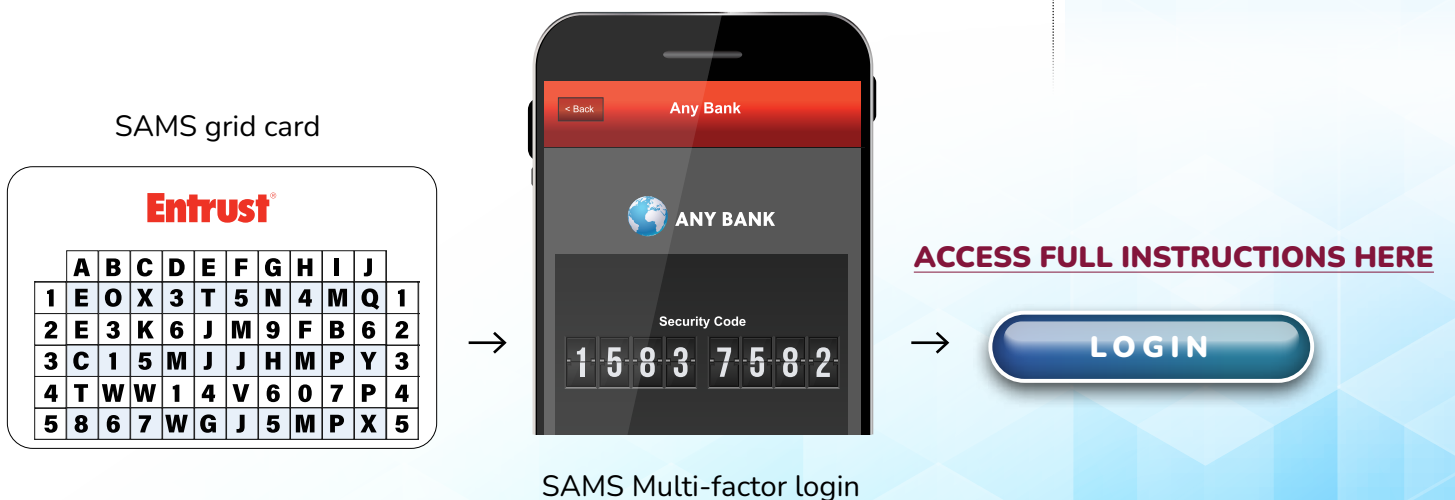 SAMS grid card
Entrust®
A B C D E F G H I J
1 E O X 3 T 5 N 4 M Q 1
2 E 3 K 6 J M 9 F B 6 2
3 C 1 5 M J J H M P Y 3
4 T W W 1 4 V 6 0 7 P 4
5 8 6 7 W G J 5 M P X 5
→
< Back
Any Bank
ANY BANK
Security Code
1583 7582
SAMS Multi-factor login
→
ACCESS FULL INSTRUCTIONS HERE
LOGIN